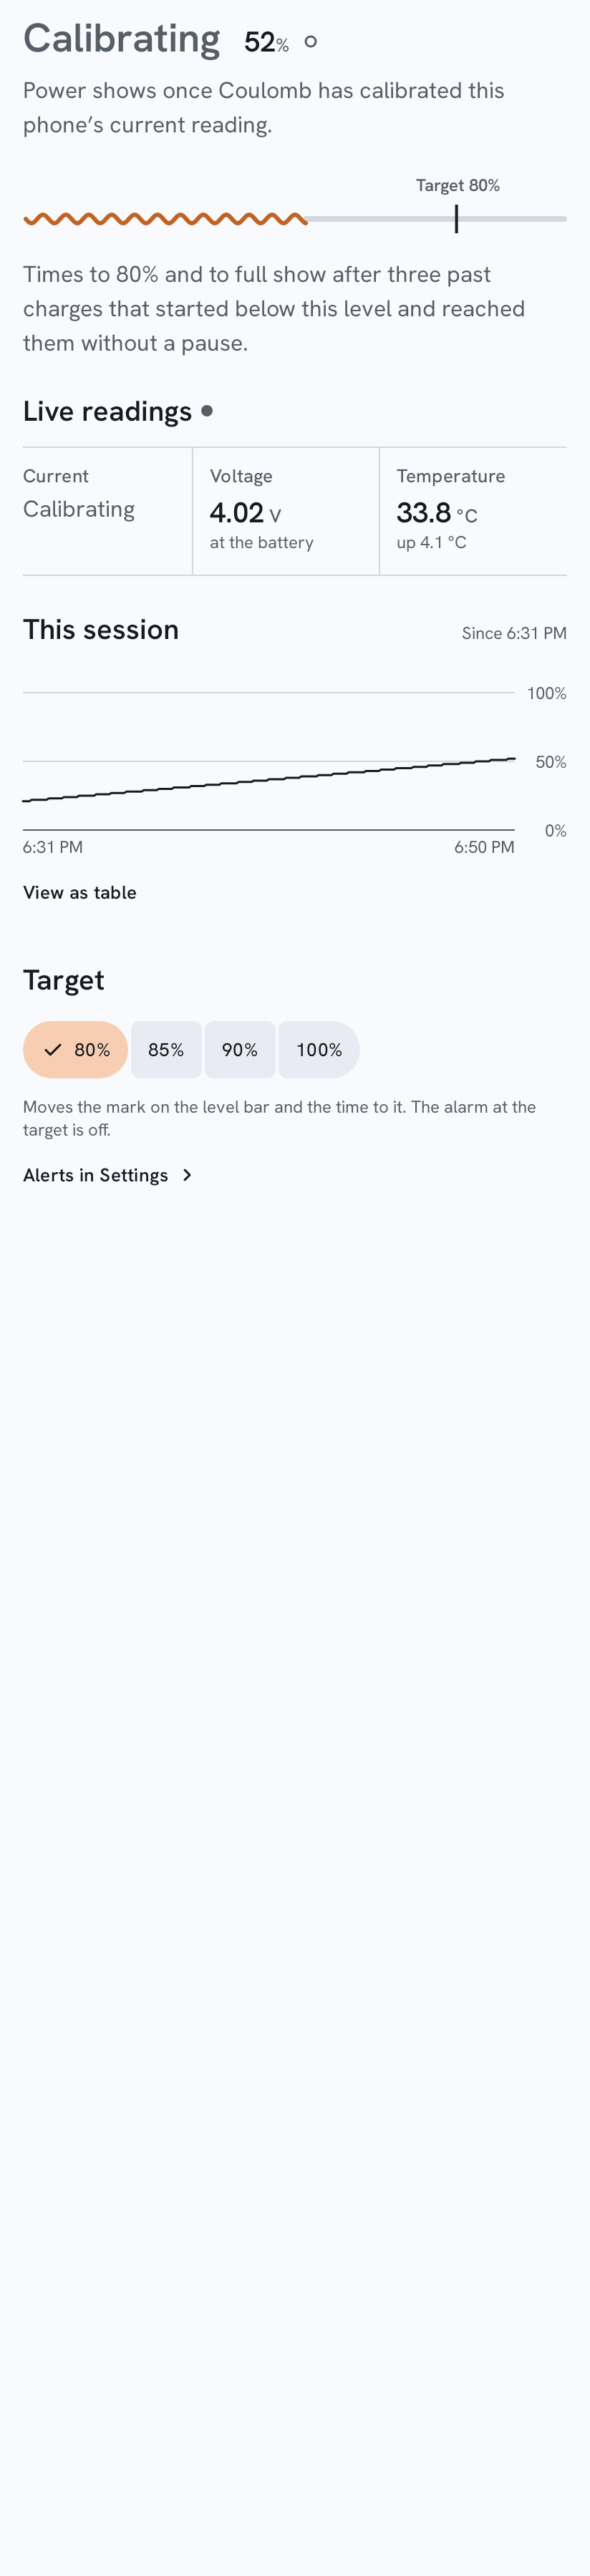 Calibrating 52%
Power shows once Coulomb has calibrated this
phone’s current reading.
Target 80%
Times to 80% and to full show after three past
charges that started below this level and reached
them without a pause.
Live readings
Current
Calibrating
Voltage
4.02 V
at the battery
Temperature
33.8 °C
up 4.1 °C
This session
Since 6:31 PM
100%
50%
0%
6:31 PM
6:50 PM
View as table
Target
80%
85%
90%
100%
Moves the mark on the level bar and the time to it. The alarm at the
target is off.
Alerts in Settings